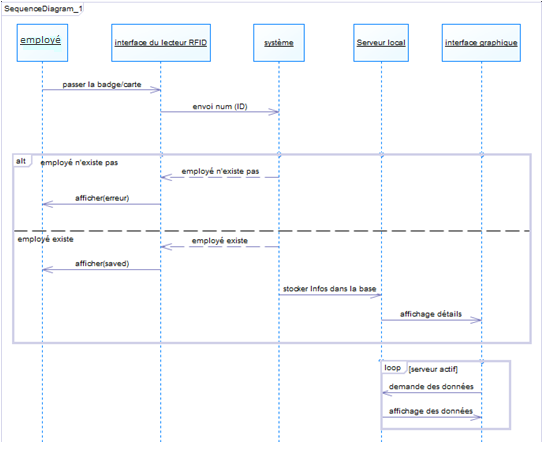 SequenceDiagram_1
employé
interface du lecteur RFID
système
Serveur local
interface graphique
passer la badge/carte
envoi num (ID)
alt
employé n'existe pas
employé n'existe pas
afficher(erreur)
employé existe
employé existe
afficher(saved)
stocker Infos dans la base
affichage détails
loop
[serveur actif]
demande des données
affichage des données